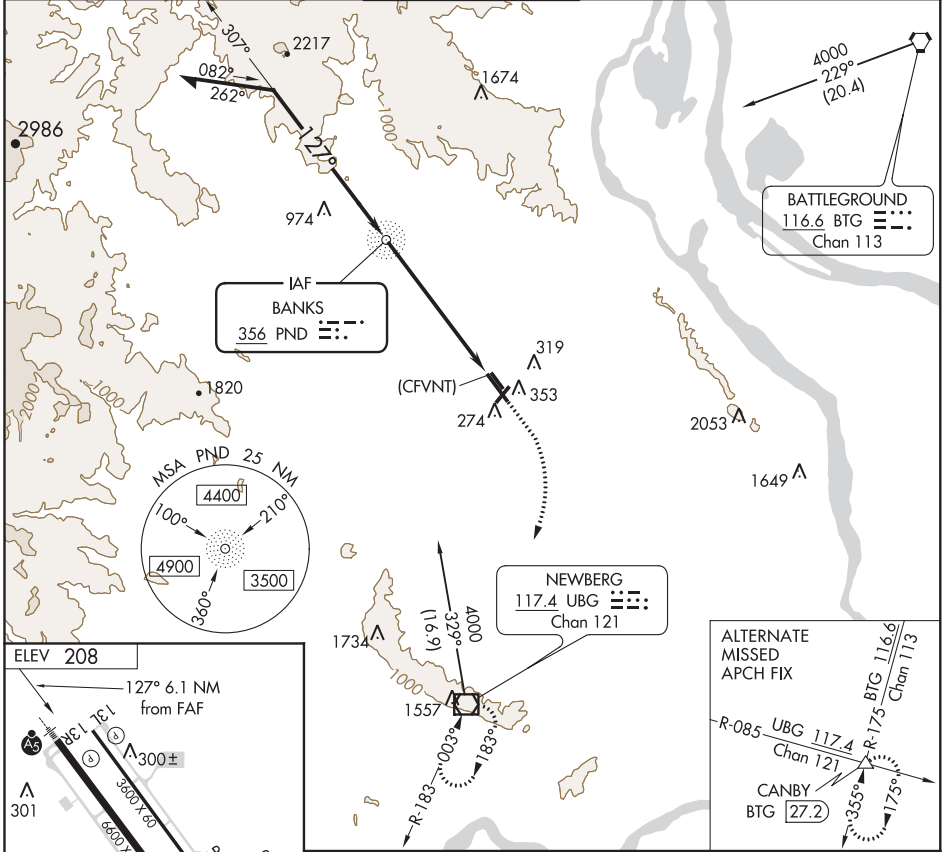 307°
2217
082°
262°
1674
1000
4000
229°
(20.4)
2986
127°
BATTLEGROUND
116.6 BTG
Chan 113
974
IAF
BANKS
356 PND
(CFVNT)
319
353
274
1820
1000
2000
2053
1649
MSA PND 25 NM
4400
100°
210°
4900
3500
360°
NEWBERG
117.4 UBG
Chan 121
4000
329°
(16.9)
1734
1000
1557
003°
183°
R-183
ELEV 208
127° 6.1 NM
from FAF
13R
13L
A5
P
P
300±
301
3600 X 60
6600 X
ALTERNATE
MISSED
APCH FIX
R-175 BTG 116.6
Chan 113
R-085 UBG 117.4
Chan 121
CANBY
BTG 27.2
355°
175°